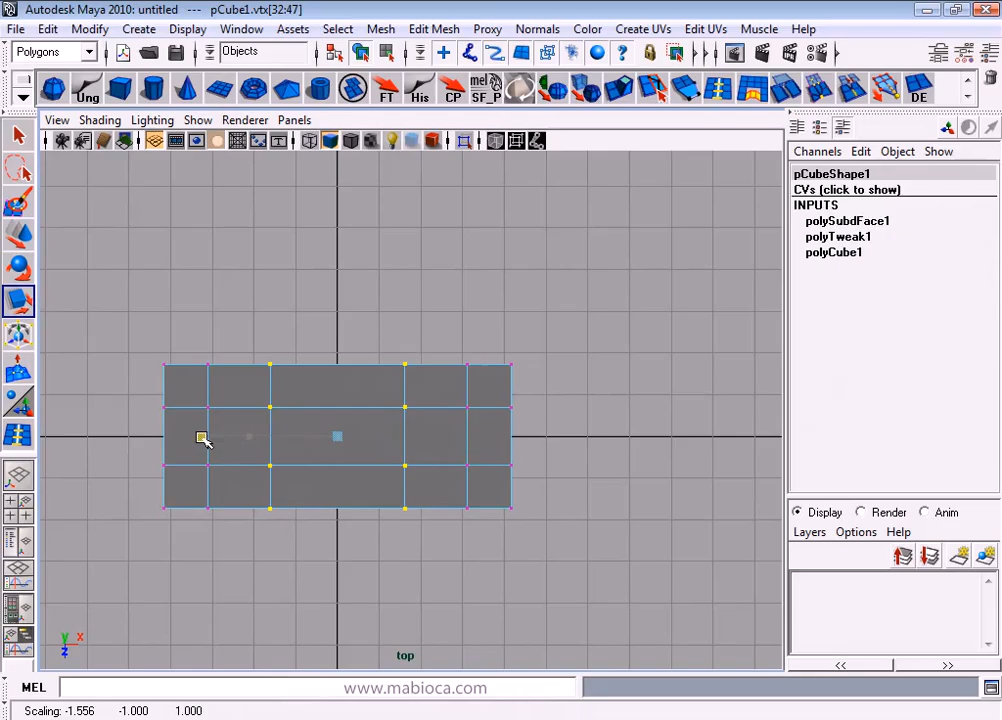 Autodesk Maya 2010: untitled --- pCube1.vtx[32:47]
File Edit Modify Create Display Window Assets Select Mesh Edit Mesh Proxy Normals Color Create UVs Edit UVs Muscle Help
Polygons Objects
Ung FT His CP mel SF_P DE
View Shading Lighting Show Renderer Panels
Channels Edit Object Show
pCubeShape1
CVs (click to show)
INPUTS
polySubdFace1
polyTweak1
polyCube1
Display Render Anim
Layers Options Help
y x
z
top
<< >>
MEL www.mabioca.com
Scaling: -1.556 -1.000 1.000